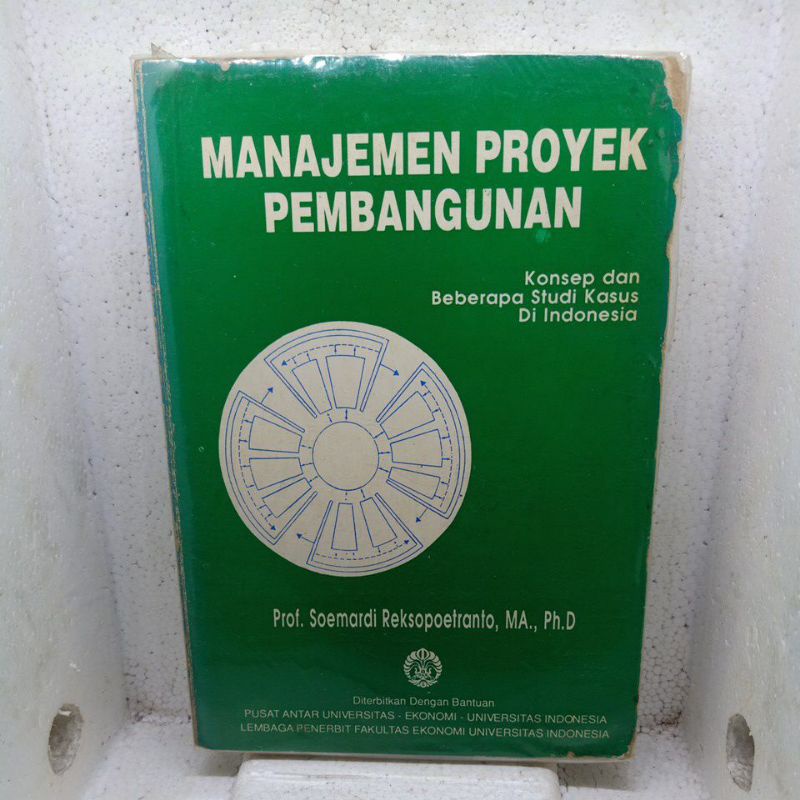 MANAJEMEN PROYEK
PEMBANGUNAN
Konsep dan
Beberapa Studi Kasus
Di Indonesia
Prof. Soemardi Reksopoetranto, MA., Ph.D
Diterbitkan Dengan Bantuan
PUSAT ANTAR UNIVERSITAS - EKONOMI - UNIVERSITAS INDONESIA
LEMBAGA PENERBIT FAKULTAS EKONOMI UNIVERSITAS INDONESIA